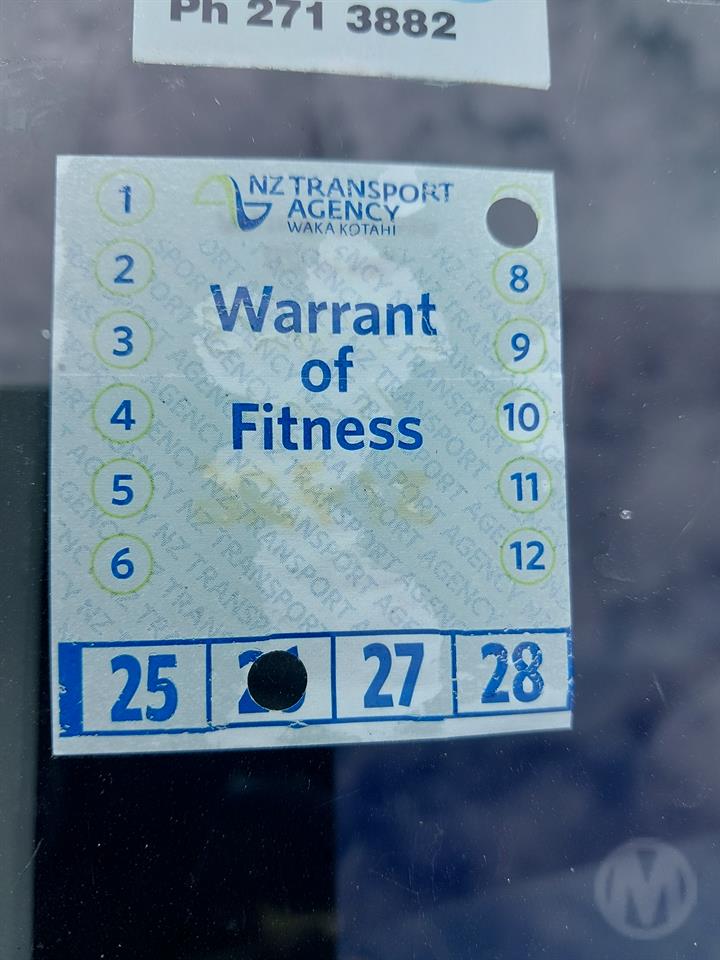 Ph 271 3882
NZ TRANSPORT
AGENCY
WAKA KOTAHI
Warrant
of
Fitness
1
2
3
4
5
6
8
9
10
11
12
25 27 28
M